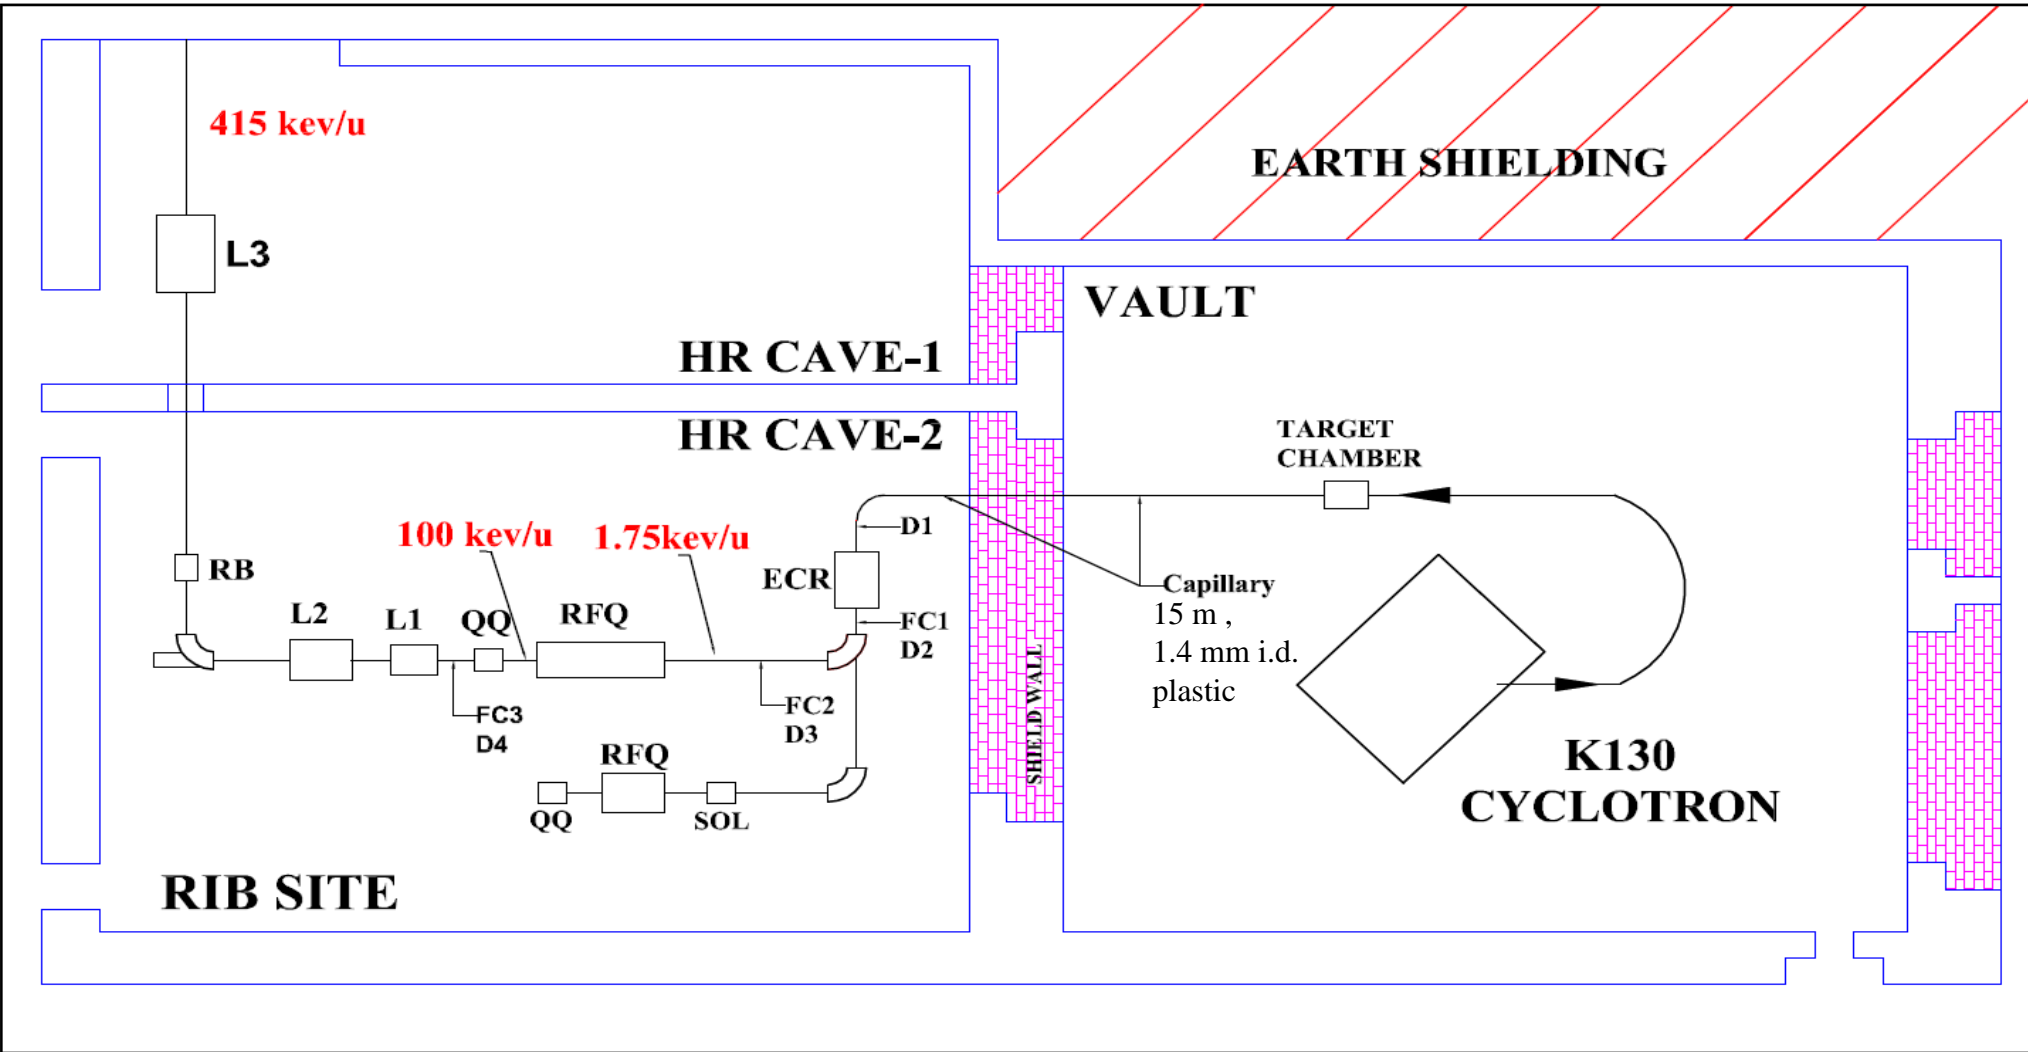 415 kev/u
EARTH SHIELDING
L3
VAULT
HR CAVE-1
HR CAVE-2
TARGET
CHAMBER
100 kev/u
1.75kev/u
D1
RB
ECR
Capillary
15 m ,
1.4 mm i.d.
plastic
L2
L1
QQ
RFQ
FC1
D2
SHIELD WALL
FC3
D4
FC2
D3
RFQ
QQ
SOL
K130
CYCLOTRON
RIB SITE